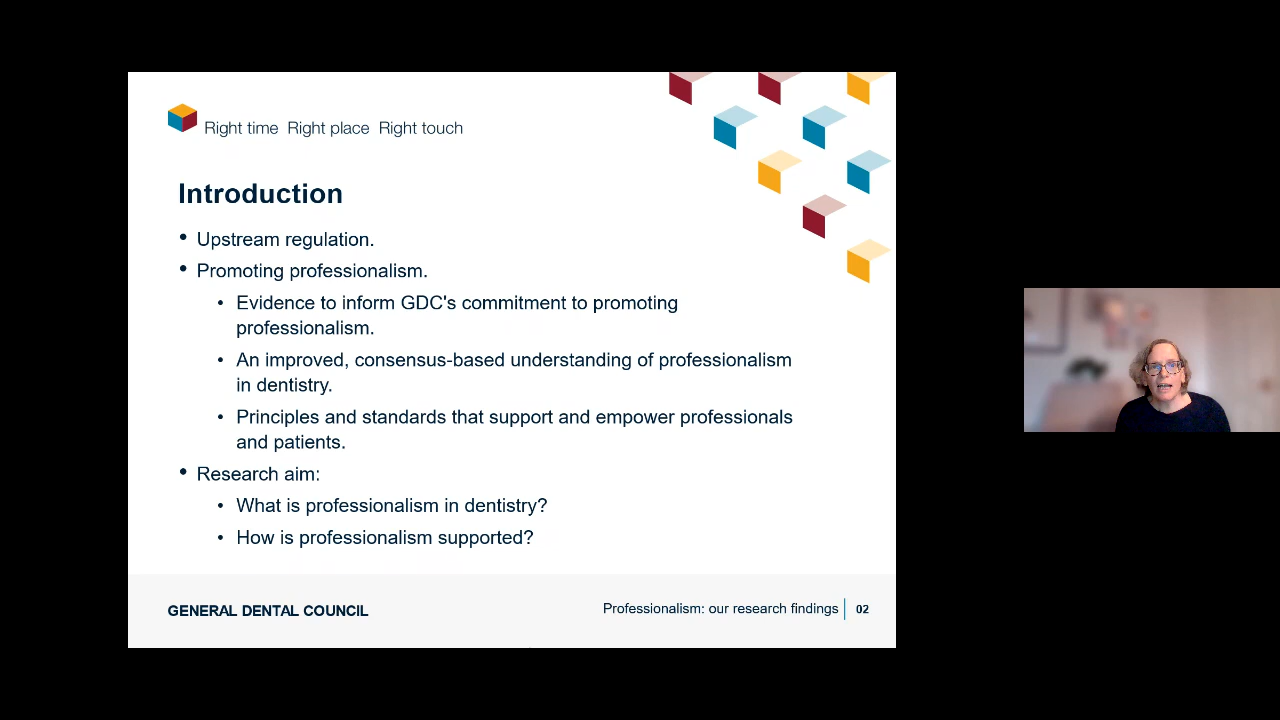 Right time Right place Right touch
Introduction
• Upstream regulation.
• Promoting professionalism.
• Evidence to inform GDC's commitment to promoting
professionalism.
• An improved, consensus-based understanding of professionalism
in dentistry.
• Principles and standards that support and empower professionals
and patients.
• Research aim:
• What is professionalism in dentistry?
• How is professionalism supported?
GENERAL DENTAL COUNCIL
Professionalism: our research findings 02